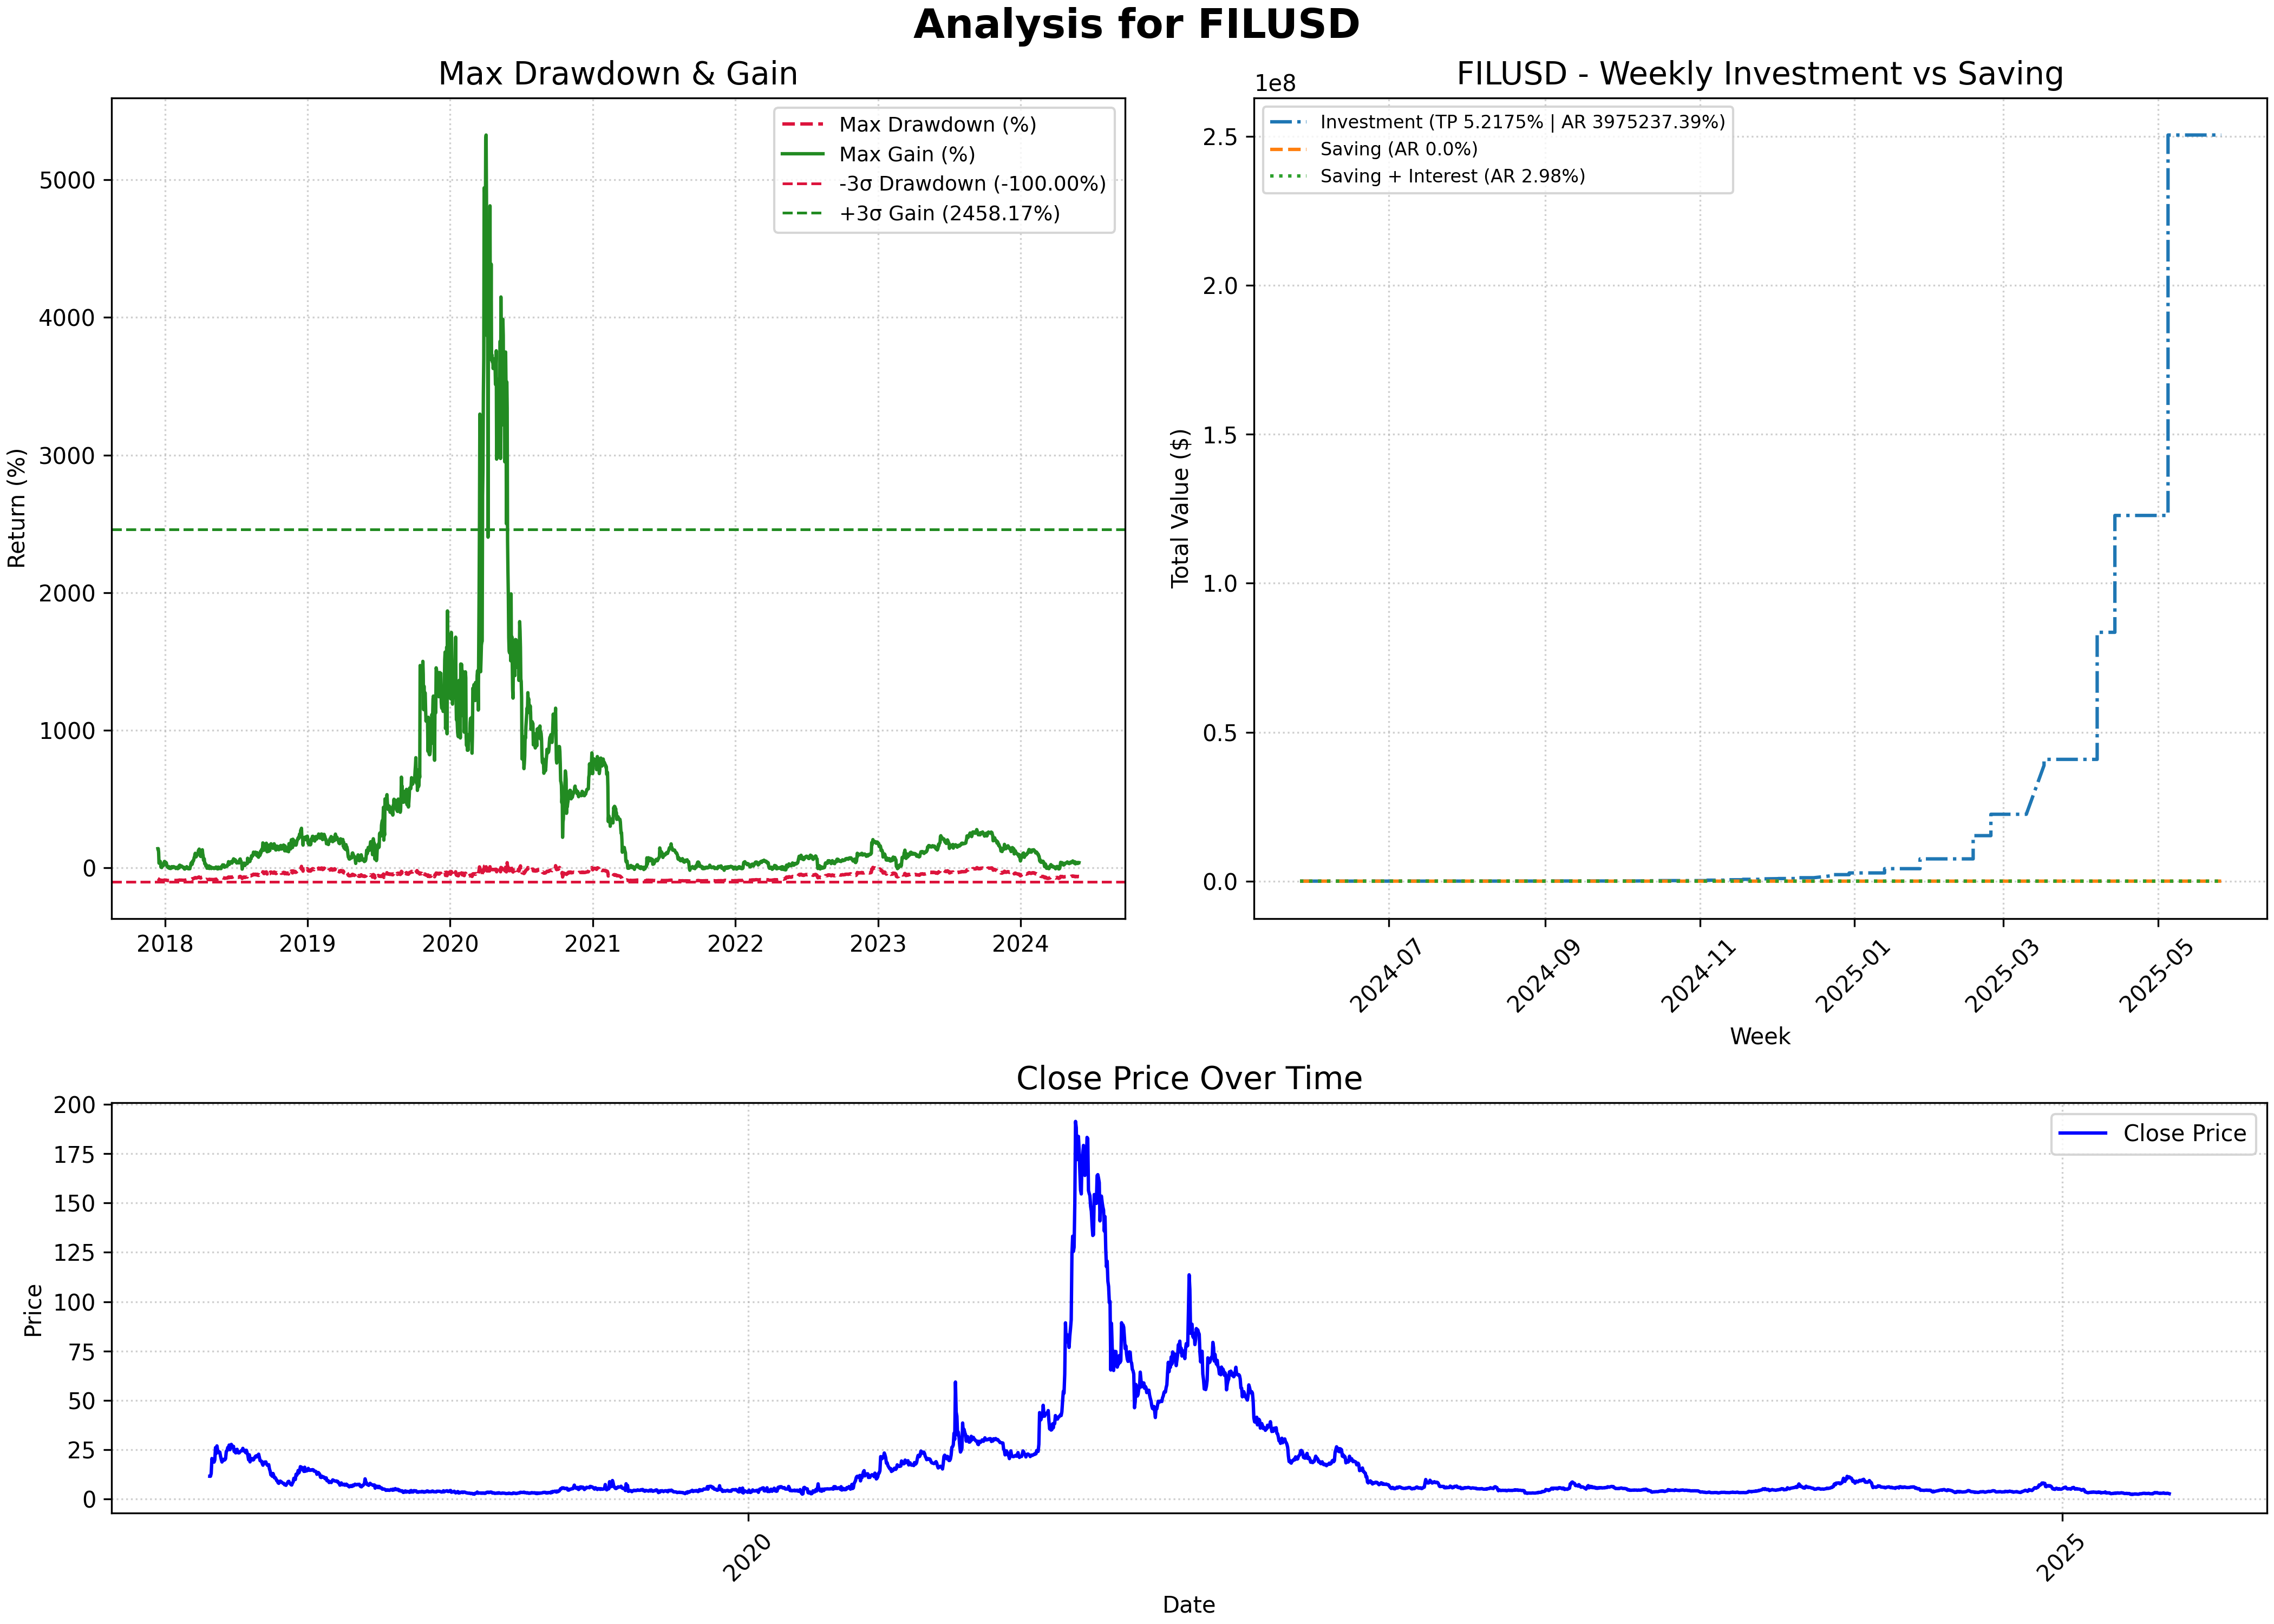 Analysis for FILUSD
Max Drawdown & Gain
Return (%)
5000
4000
3000
2000
1000
0
2018
2019
2020
2021
2022
2023
2024
Max Drawdown (%)
Max Gain (%)
-3σ Drawdown (-100.00%)
+3σ Gain (2458.17%)
FILUSD - Weekly Investment vs Saving
1e8
Total Value ($)
2.5
2.0
1.5
1.0
0.5
0.0
Investment (TP 5.2175% | AR 3975237.39%)
Saving (AR 0.0%)
Saving + Interest (AR 2.98%)
2024-07
2024-09
2024-11
2025-01
2025-03
2025-05
Week
Close Price Over Time
Price
200
175
150
125
100
75
50
25
0
Close Price
2020
2025
Date